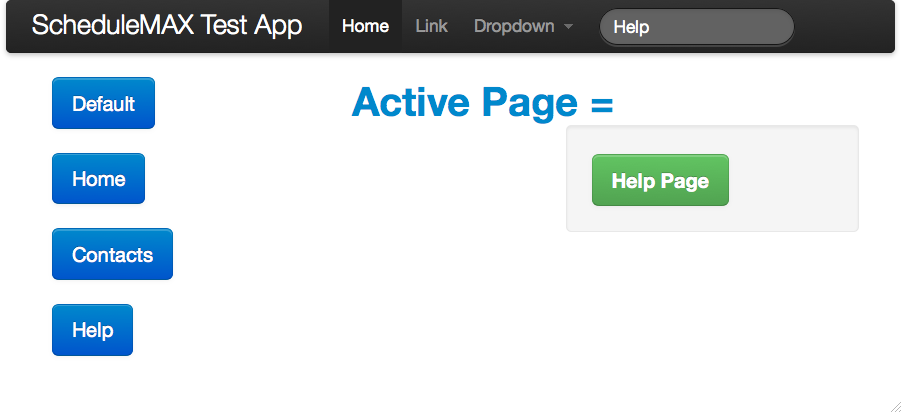 ScheduleMAX Test App Home Link Dropdown Help
Default
Active Page =
Home
Help Page
Contacts
Help